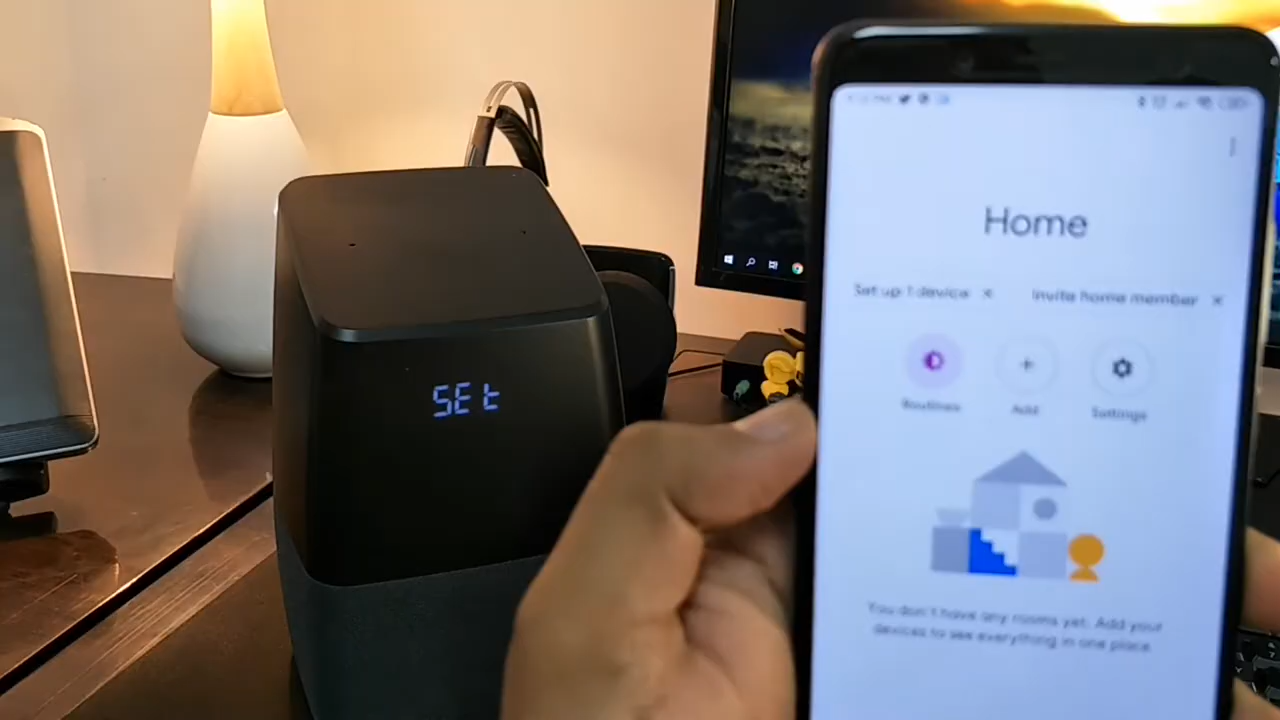 SEt
Home
Set up 1 device
Invite home member
Routines
Add
Settings
You don't have any rooms yet. Add your
devices to see everything in one place